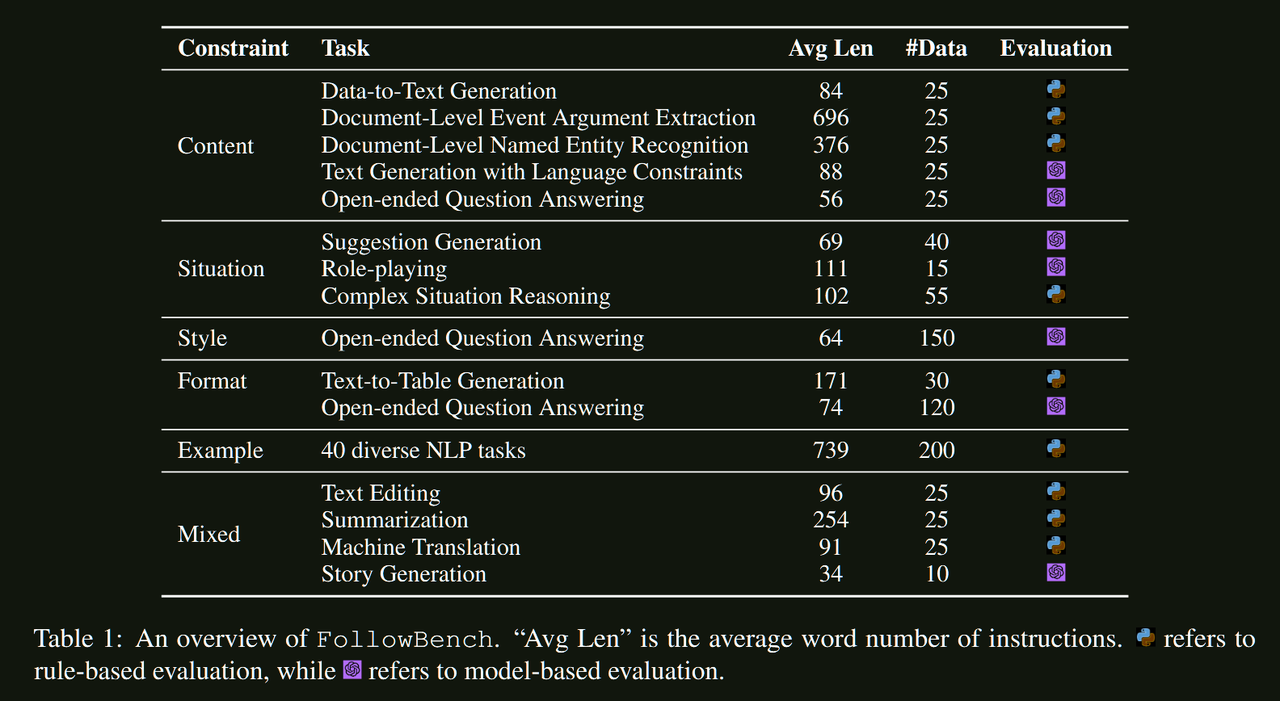 Constraint Task Avg Len #Data Evaluation
Data-to-Text Generation 84 25
Document-Level Event Argument Extraction 696 25
Content Document-Level Named Entity Recognition 376 25
Text Generation with Language Constraints 88 25
Open-ended Question Answering 56 25
Suggestion Generation 69 40
Situation Role-playing 111 15
Complex Situation Reasoning 102 55
Style Open-ended Question Answering 64 150
Format Text-to-Table Generation 171 30
Open-ended Question Answering 74 120
Example 40 diverse NLP tasks 739 200
Text Editing 96 25
Summarization 254 25
Mixed Machine Translation 91 25
Story Generation 34 10
Table 1: An overview of FollowBench. “Avg Len” is the average word number of instructions. refers to
rule-based evaluation, while refers to model-based evaluation.